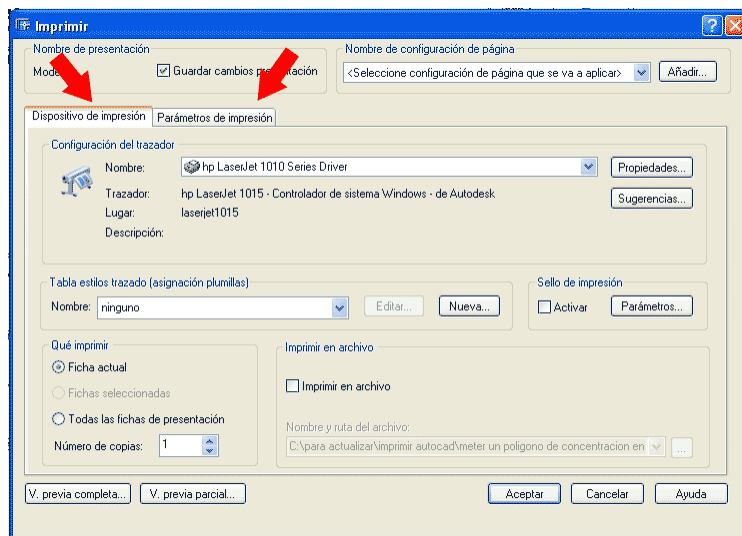 Imprimir
Nombre de presentación
Guardar cambios presentación
Nombre de configuración de página
<Seleccione configuración de página que se va a aplicar>
Añadir...
Dispositivo de impresión
Parámetros de impresión
Configuración del trazador
Nombre:
hp LaserJet 1010 Series Driver
Propiedades...
Trazador:
hp LaserJet 1015 - Controlador de sistema Windows - de Autodesk
Sugerencias...
Lugar:
laserjet1015
Descripción:
Tabla estilos trazado (asignación plumillas)
Nombre:
ninguno
Editar...
Nueva...
Sello de impresión
Activar
Parámetros...
Qué imprimir
Ficha actual
Fichas seleccionadas
Todas las fichas de presentación
Número de copias:
1
Imprimir en archivo
Imprimir en archivo
Nombre y ruta del archivo:
C:\para actualizar\imprimir autocad\meter un poligono de concentracion en
...
V. previa completa...
V. previa parcial...
Aceptar
Cancelar
Ayuda